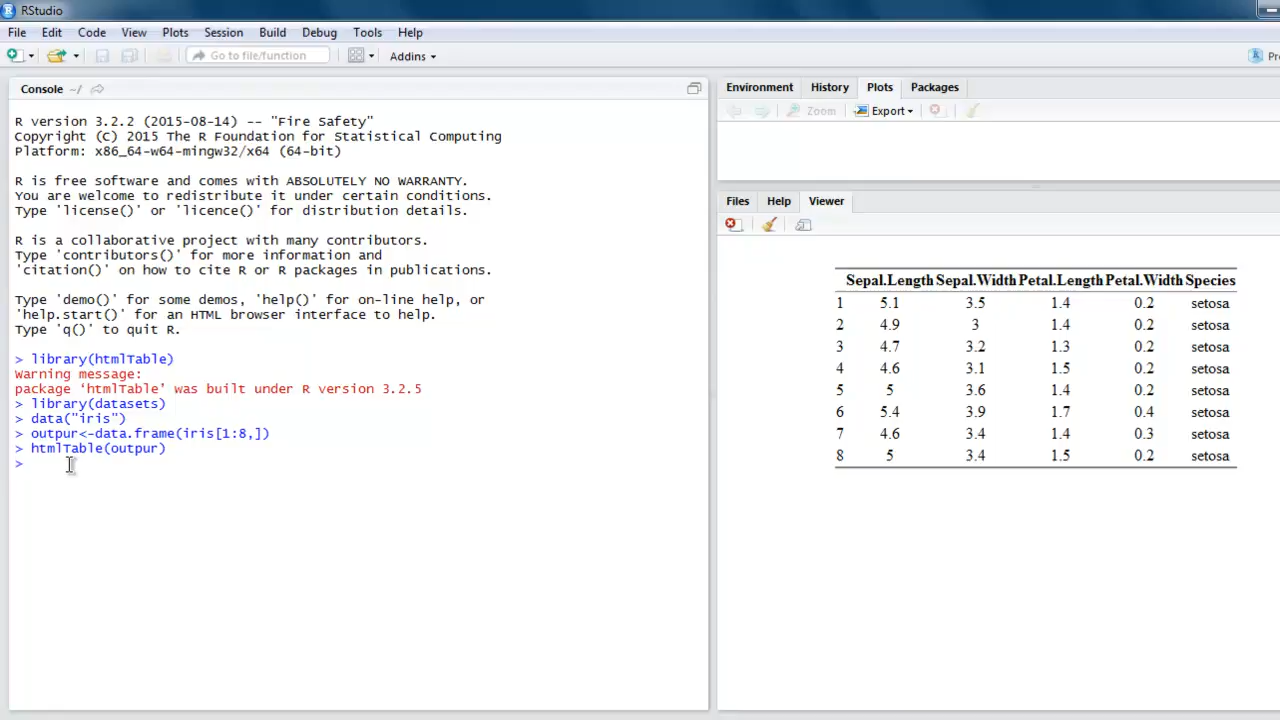 RStudio
File Edit Code View Plots Session Build Debug Tools Help
Go to file/function Addins
Console ~/
R version 3.2.2 (2015-08-14) -- "Fire Safety"
Copyright (C) 2015 The R Foundation for Statistical Computing
Platform: x86_64-w64-mingw32/x64 (64-bit)
R is free software and comes with ABSOLUTELY NO WARRANTY.
You are welcome to redistribute it under certain conditions.
Type 'license()' or 'licence()' for distribution details.
R is a collaborative project with many contributors.
Type 'contributors()' for more information and
'citation()' on how to cite R or R packages in publications.
Type 'demo()' for some demos, 'help()' for on-line help, or
'help.start()' for an HTML browser interface to help.
Type 'q()' to quit R.
> library(htmlTable)
Warning message:
package ‘htmlTable’ was built under R version 3.2.5
> library(datasets)
> data("iris")
> outpur<-data.frame(iris[1:8,])
> htmlTable(outpur)
>
Environment History Plots Packages
Zoom Export
Files Help Viewer
Sepal.Length Sepal.Width Petal.Length Petal.Width Species
1 5.1 3.5 1.4 0.2 setosa
2 4.9 3 1.4 0.2 setosa
3 4.7 3.2 1.3 0.2 setosa
4 4.6 3.1 1.5 0.2 setosa
5 5 3.6 1.4 0.2 setosa
6 5.4 3.9 1.7 0.4 setosa
7 4.6 3.4 1.4 0.3 setosa
8 5 3.4 1.5 0.2 setosa